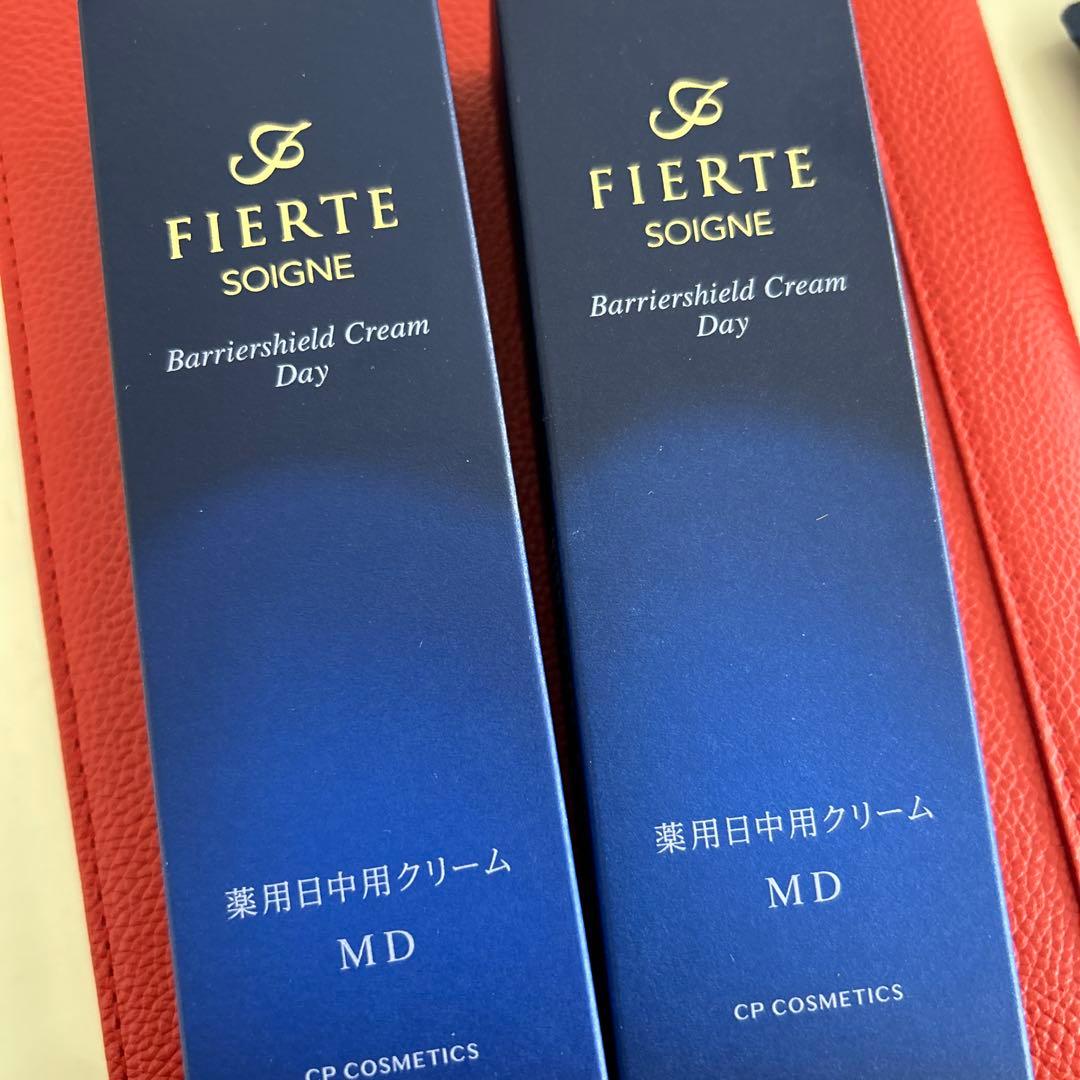 FIERTE
SOIGNE
Barriershield Cream
Day
薬用日中用クリーム
MD
CP COSMETICS
FIERTE
SOIGNE
Barriershield Cream
Day
薬用日中用クリーム
MD
CP COSMETICS